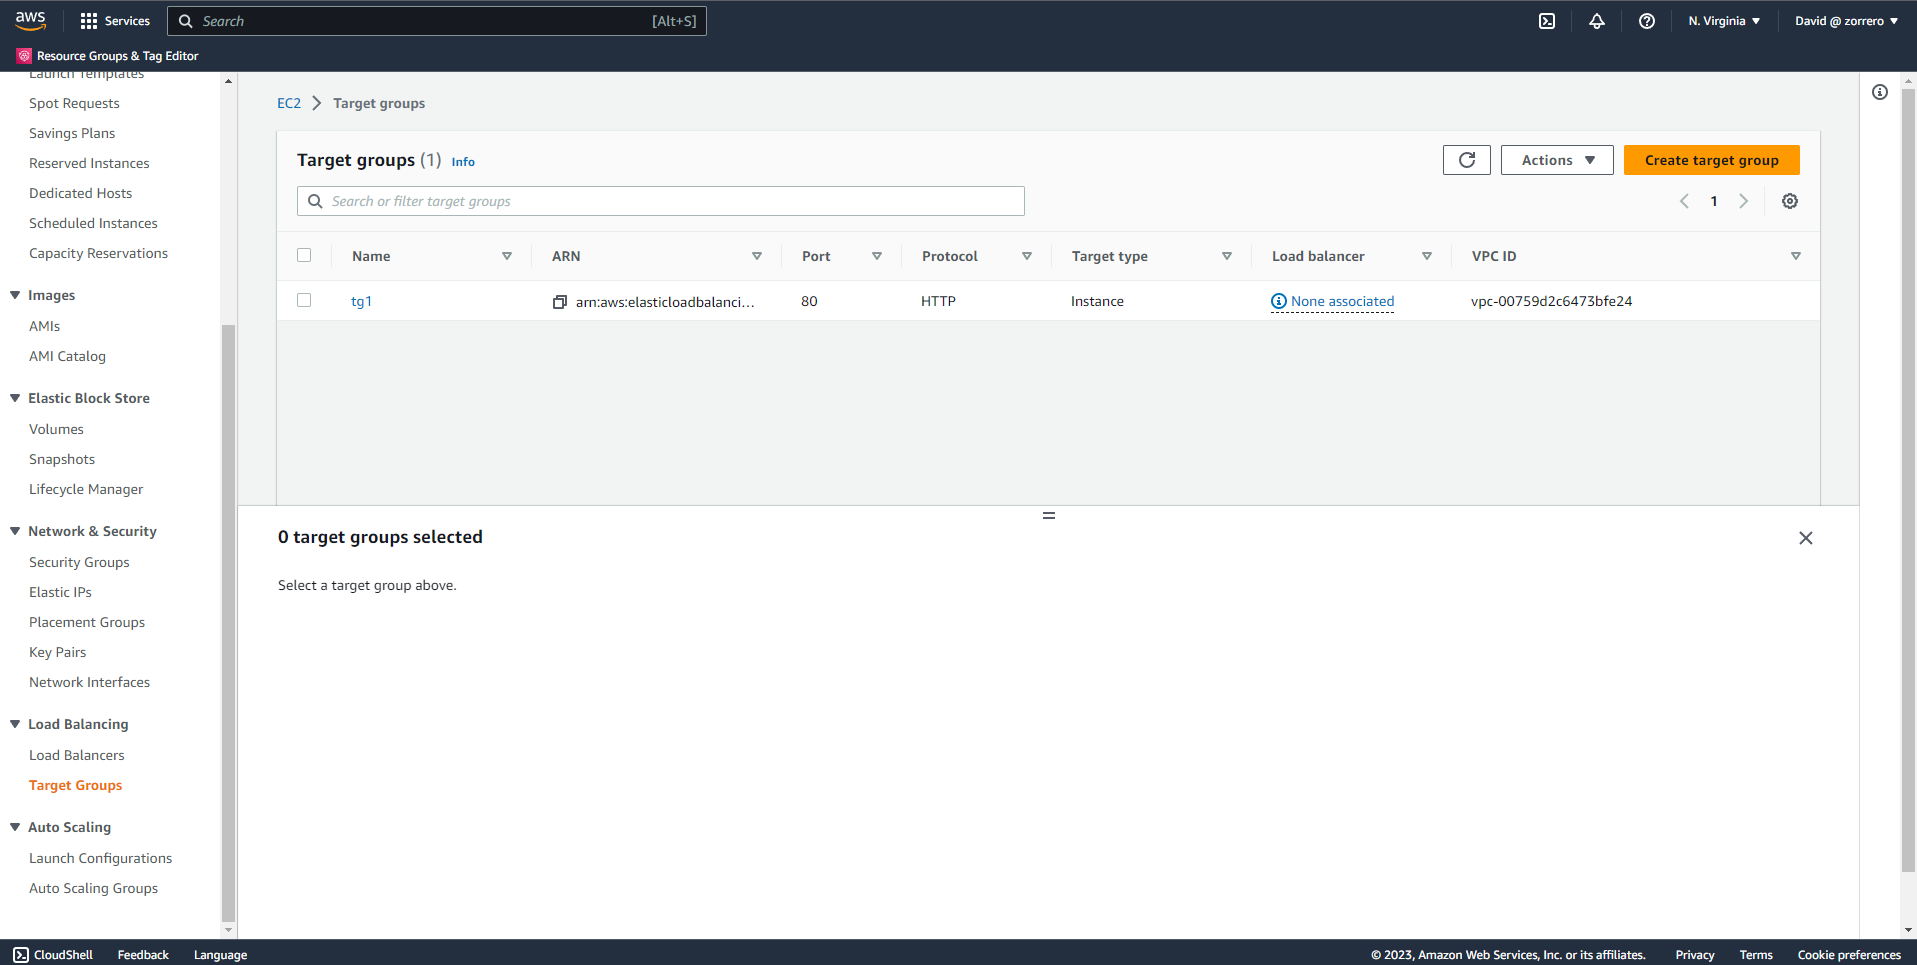 aws
Services
Search
[Alt+S]
N. Virginia
David @ zorrero
Resource Groups & Tag Editor
Launch Templates
Spot Requests
Savings Plans
Reserved Instances
Dedicated Hosts
Scheduled Instances
Capacity Reservations
Images
AMIs
AMI Catalog
Elastic Block Store
Volumes
Snapshots
Lifecycle Manager
Network & Security
Security Groups
Elastic IPs
Placement Groups
Key Pairs
Network Interfaces
Load Balancing
Load Balancers
Target Groups
Auto Scaling
Launch Configurations
Auto Scaling Groups
EC2 Target groups
Target groups (1) Info
Actions
Create target group
Search or filter target groups
1
Name ARN Port Protocol Target type Load balancer VPC ID
tg1 arn:aws:elasticloadbalanci... 80 HTTP Instance None associated vpc-00759d2c6473bfe24
0 target groups selected
Select a target group above.
CloudShell Feedback Language
© 2023, Amazon Web Services, Inc. or its affiliates. Privacy Terms Cookie preferences